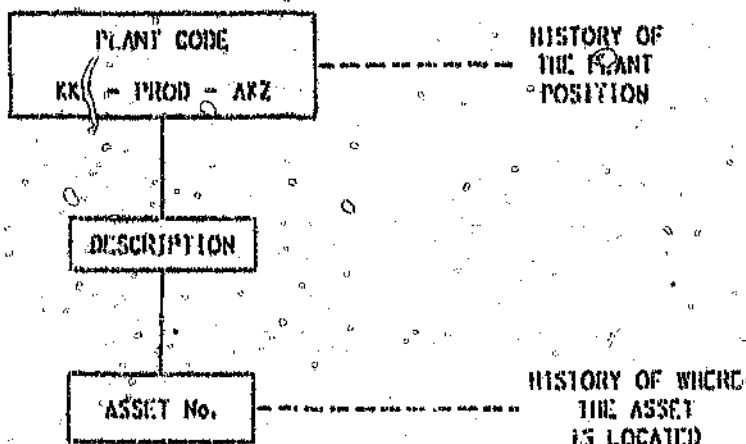 PLANT CODE
KK - PROD - AKZ
HISTORY OF
THE PLANT
POSITION
DESCRIPTION
ASSET No.
HISTORY OF WHERE
THE ASSET
IS LOCATED